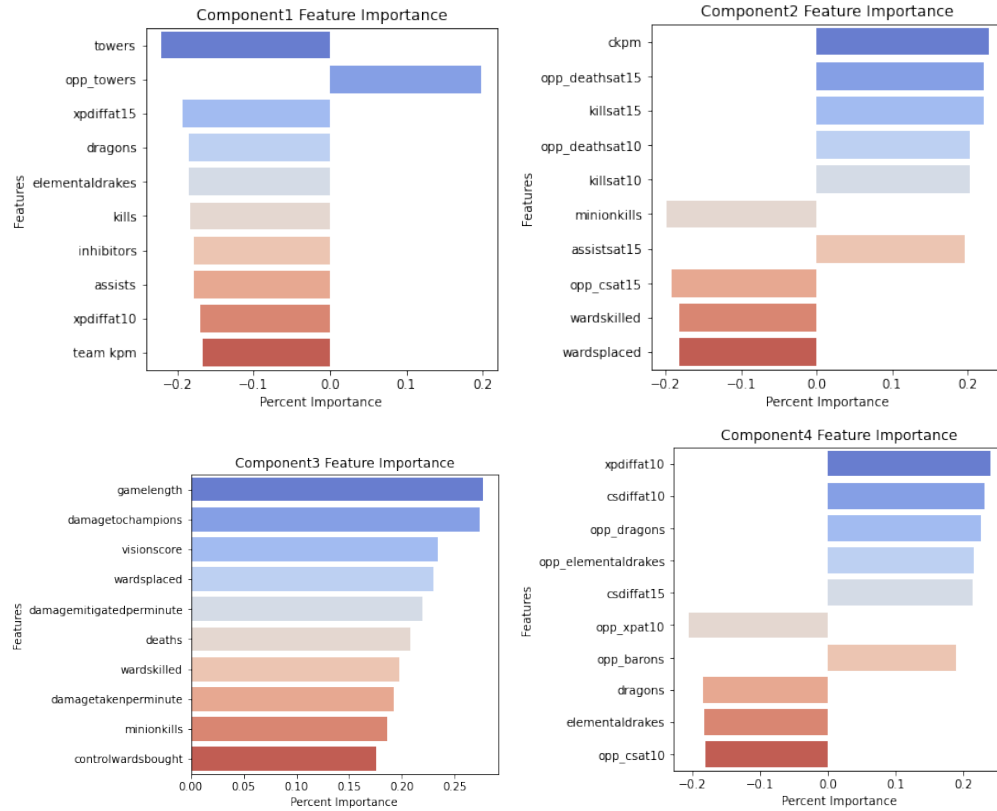 Component1 Feature Importance
towers
opp_towers
xpdiffat15
dragons
elementaldrakes
kills
inhibitors
assists
xpdiffat10
team kpm
Features
−0.2 −0.1 0.0 0.1 0.2
Percent Importance
Component2 Feature Importance
ckpm
opp_deathsat15
killsat15
opp_deathsat10
killsat10
minionkills
assistsat15
opp_csat15
wardskilled
wardsplaced
Features
−0.2 −0.1 0.0 0.1 0.2
Percent Importance
Component3 Feature Importance
gamelength
damagetochampions
visionscore
wardsplaced
damagemitigatedperminute
deaths
wardskilled
damagetakenperminute
minionkills
controlwardsbought
Features
0.00 0.05 0.10 0.15 0.20 0.25
Percent Importance
Component4 Feature Importance
xpdiffat10
csdiffat10
opp_dragons
opp_elementaldrakes
csdiffat15
opp_xpat10
opp_barons
dragons
elementaldrakes
opp_csat10
Features
−0.2 −0.1 0.0 0.1 0.2
Percent Importance